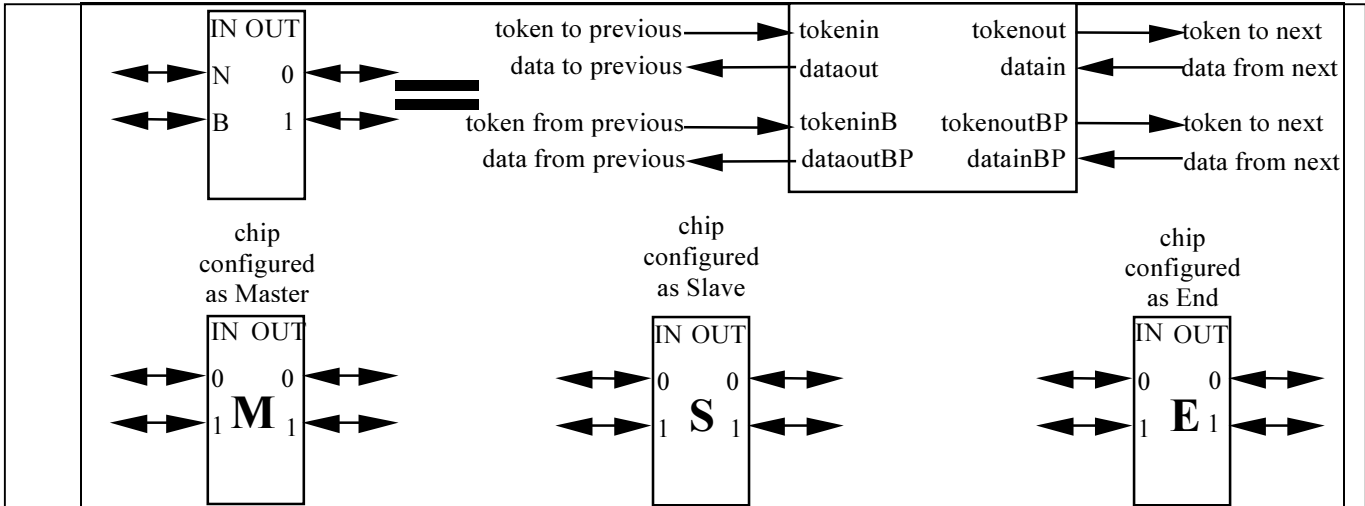 IN OUT
N 0
B 1
token to previous tokenin tokenout token to next
data to previous dataout datain data from next
token from previous tokeninB tokenoutBP token to next
data from previous dataoutBP datainBP data from next
chip
configured
as Master
IN OUT
0 0
1 M 1
chip
configured
as Slave
IN OUT
0 0
1 S 1
chip
configured
as End
IN OUT
0 0
1 E 1